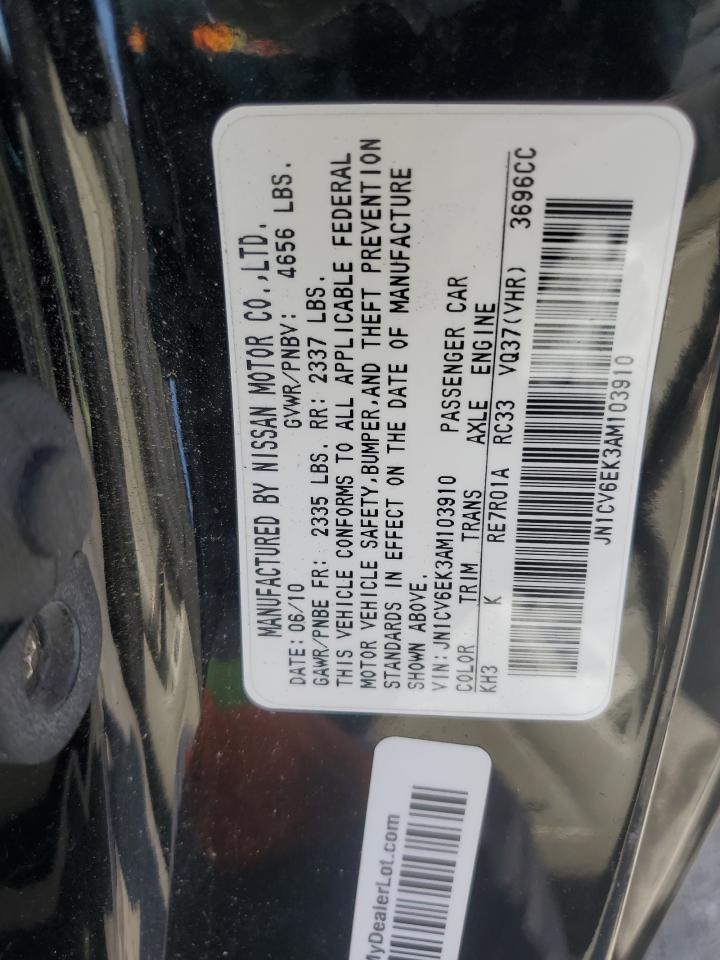 MANUFACTURED BY NISSAN MOTOR CO.,LTD.
DATE: 06/10 GVWR/PNBV: 4656 LBS.
GAWR/PNBE FR: 2335 LBS. RR: 2337 LBS.
THIS VEHICLE CONFORMS TO ALL APPLICABLE FEDERAL
MOTOR VEHICLE SAFETY,BUMPER,AND THEFT PREVENTION
STANDARDS IN EFFECT ON THE DATE OF MANUFACTURE
SHOWN ABOVE.
VIN: JN1CV6EK3AM103910 PASSENGER CAR
COLOR TRIM TRANS AXLE ENGINE
KH3 K RE7R01A RC33 VQ37(VHR) 3696CC
JN1CV6EK3AM103910
MyDealerLot.com